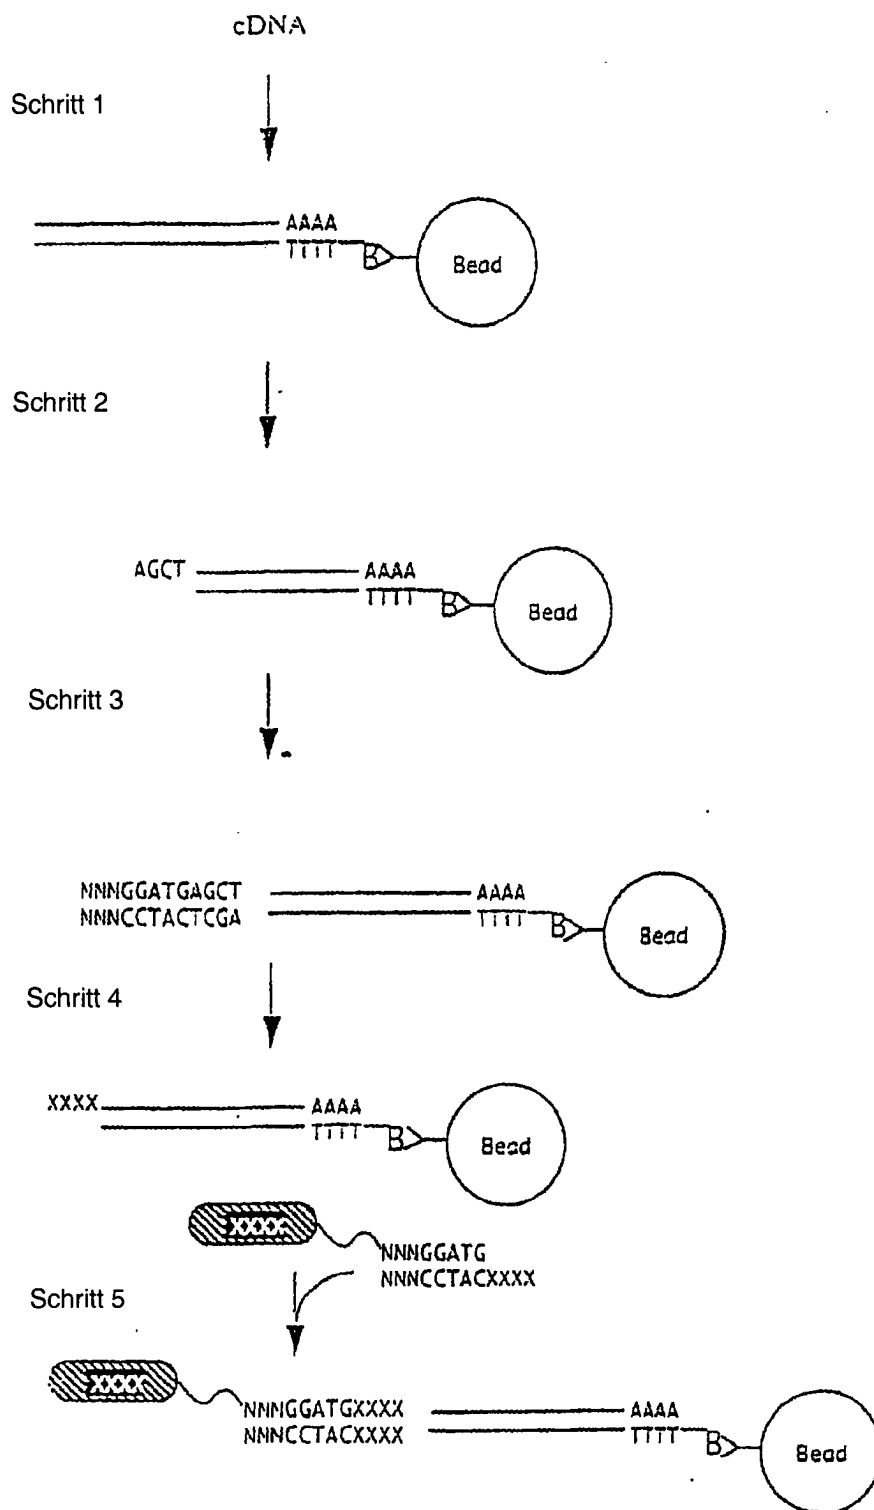 cDNA
Schritt 1
AAAA
TTTT
B
Bead
Schritt 2
AGCT
AAAA
TTTT
B
Bead
Schritt 3
NNNGGATGAGCT
AAAA
NNNCCTACTCGA
TTTT
B
Bead
Schritt 4
XXXX
AAAA
TTTT
B
Bead
XXXX
NNNGGATG
NNNCCTACXXXX
Schritt 5
XXXX
NNNGGATGXXXX
AAAA
NNNCCTACXXXX
TTTT
B
Bead